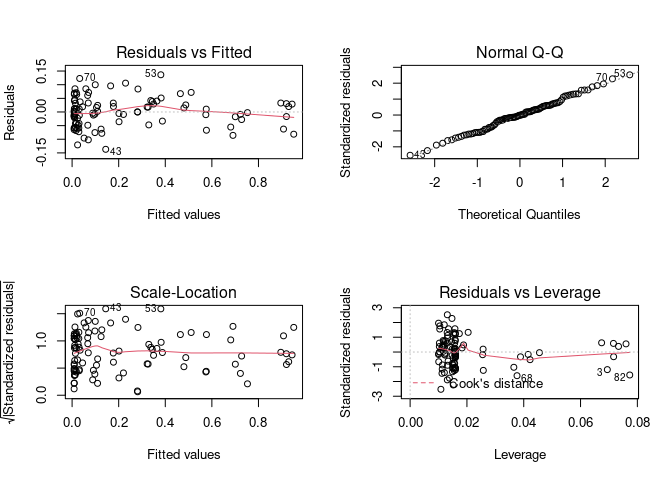 Residuals vs Fitted
Residuals
0.15
0.00
-0.15
70
53
43
0.0 0.2 0.4 0.6 0.8
Fitted values
Normal Q-Q
Standardized residuals
2
0
-2
70 53
43
-2 -1 0 1 2
Theoretical Quantiles
Scale-Location
√|Standardized residuals|
1.0
0.0
70 43 53
0.0 0.2 0.4 0.6 0.8
Fitted values
Residuals vs Leverage
Standardized residuals
3
1
-1
-3
68
3
82
Cook's distance
0.00 0.02 0.04 0.06 0.08
Leverage